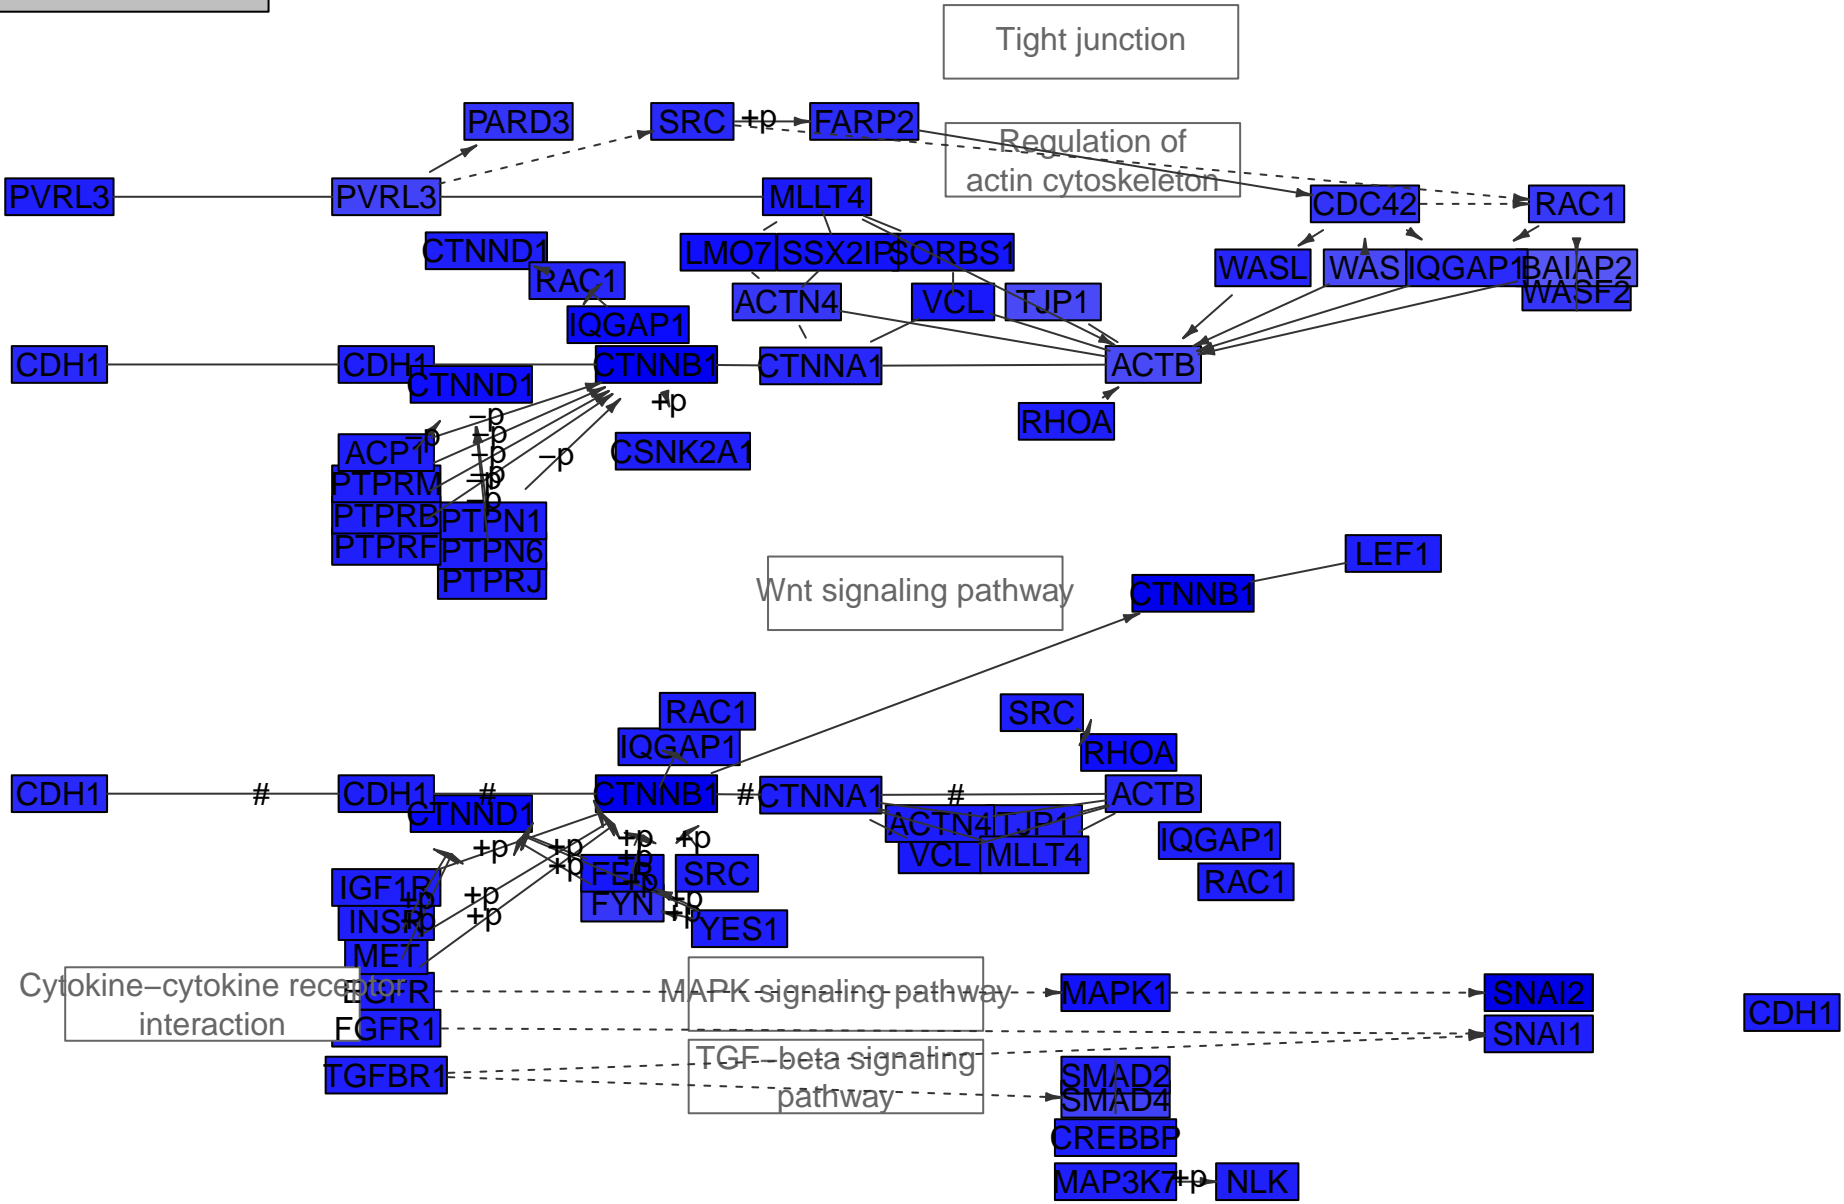 Tight junction
PARD3
SRC
+p
FARP2
Regulation of
actin cytoskeleton
PVRL3
PVRL3
MLLT4
CDC42
RAC1
CTNND1
LMO7
SSX2IP
SORBS1
RAC1
WASL
WAS
IQGAP1
BAIAP2
WASF2
ACTN4
VCL
TJP1
IQGAP1
CDH1
CDH1
CTNNB1
CTNNA1
ACTB
CTNND1
+p
RHOA
−p
−p
−p
ACP1
−p
−p
CSNK2A1
PTPRM
−p
−p
−p
PTPRB
PTPN1
PTPRF
PTPN6
PTPRJ
LEF1
Wnt signaling pathway
CTNNB1
RAC1
SRC
IQGAP1
RHOA
CDH1
#
CDH1
#
CTNNB1
#
CTNNA1
#
ACTB
CTNND1
ACTN4
TJP1
+p
+p
+p
+p
IQGAP1
VCL
MLLT4
+p
+p
FER
SRC
RAC1
IGF1R
+p
+p
+p
FYN
+p
INSR
+p
+p
+p
YES1
MET
Cytokine−cytokine receptor
interaction
EGFR
MAPK signaling pathway
MAPK1
SNAI2
CDH1
FGFR1
SNAI1
TGF−beta signaling
pathway
TGFBR1
SMAD2
SMAD4
CREBBP
MAP3K7
+p
NLK